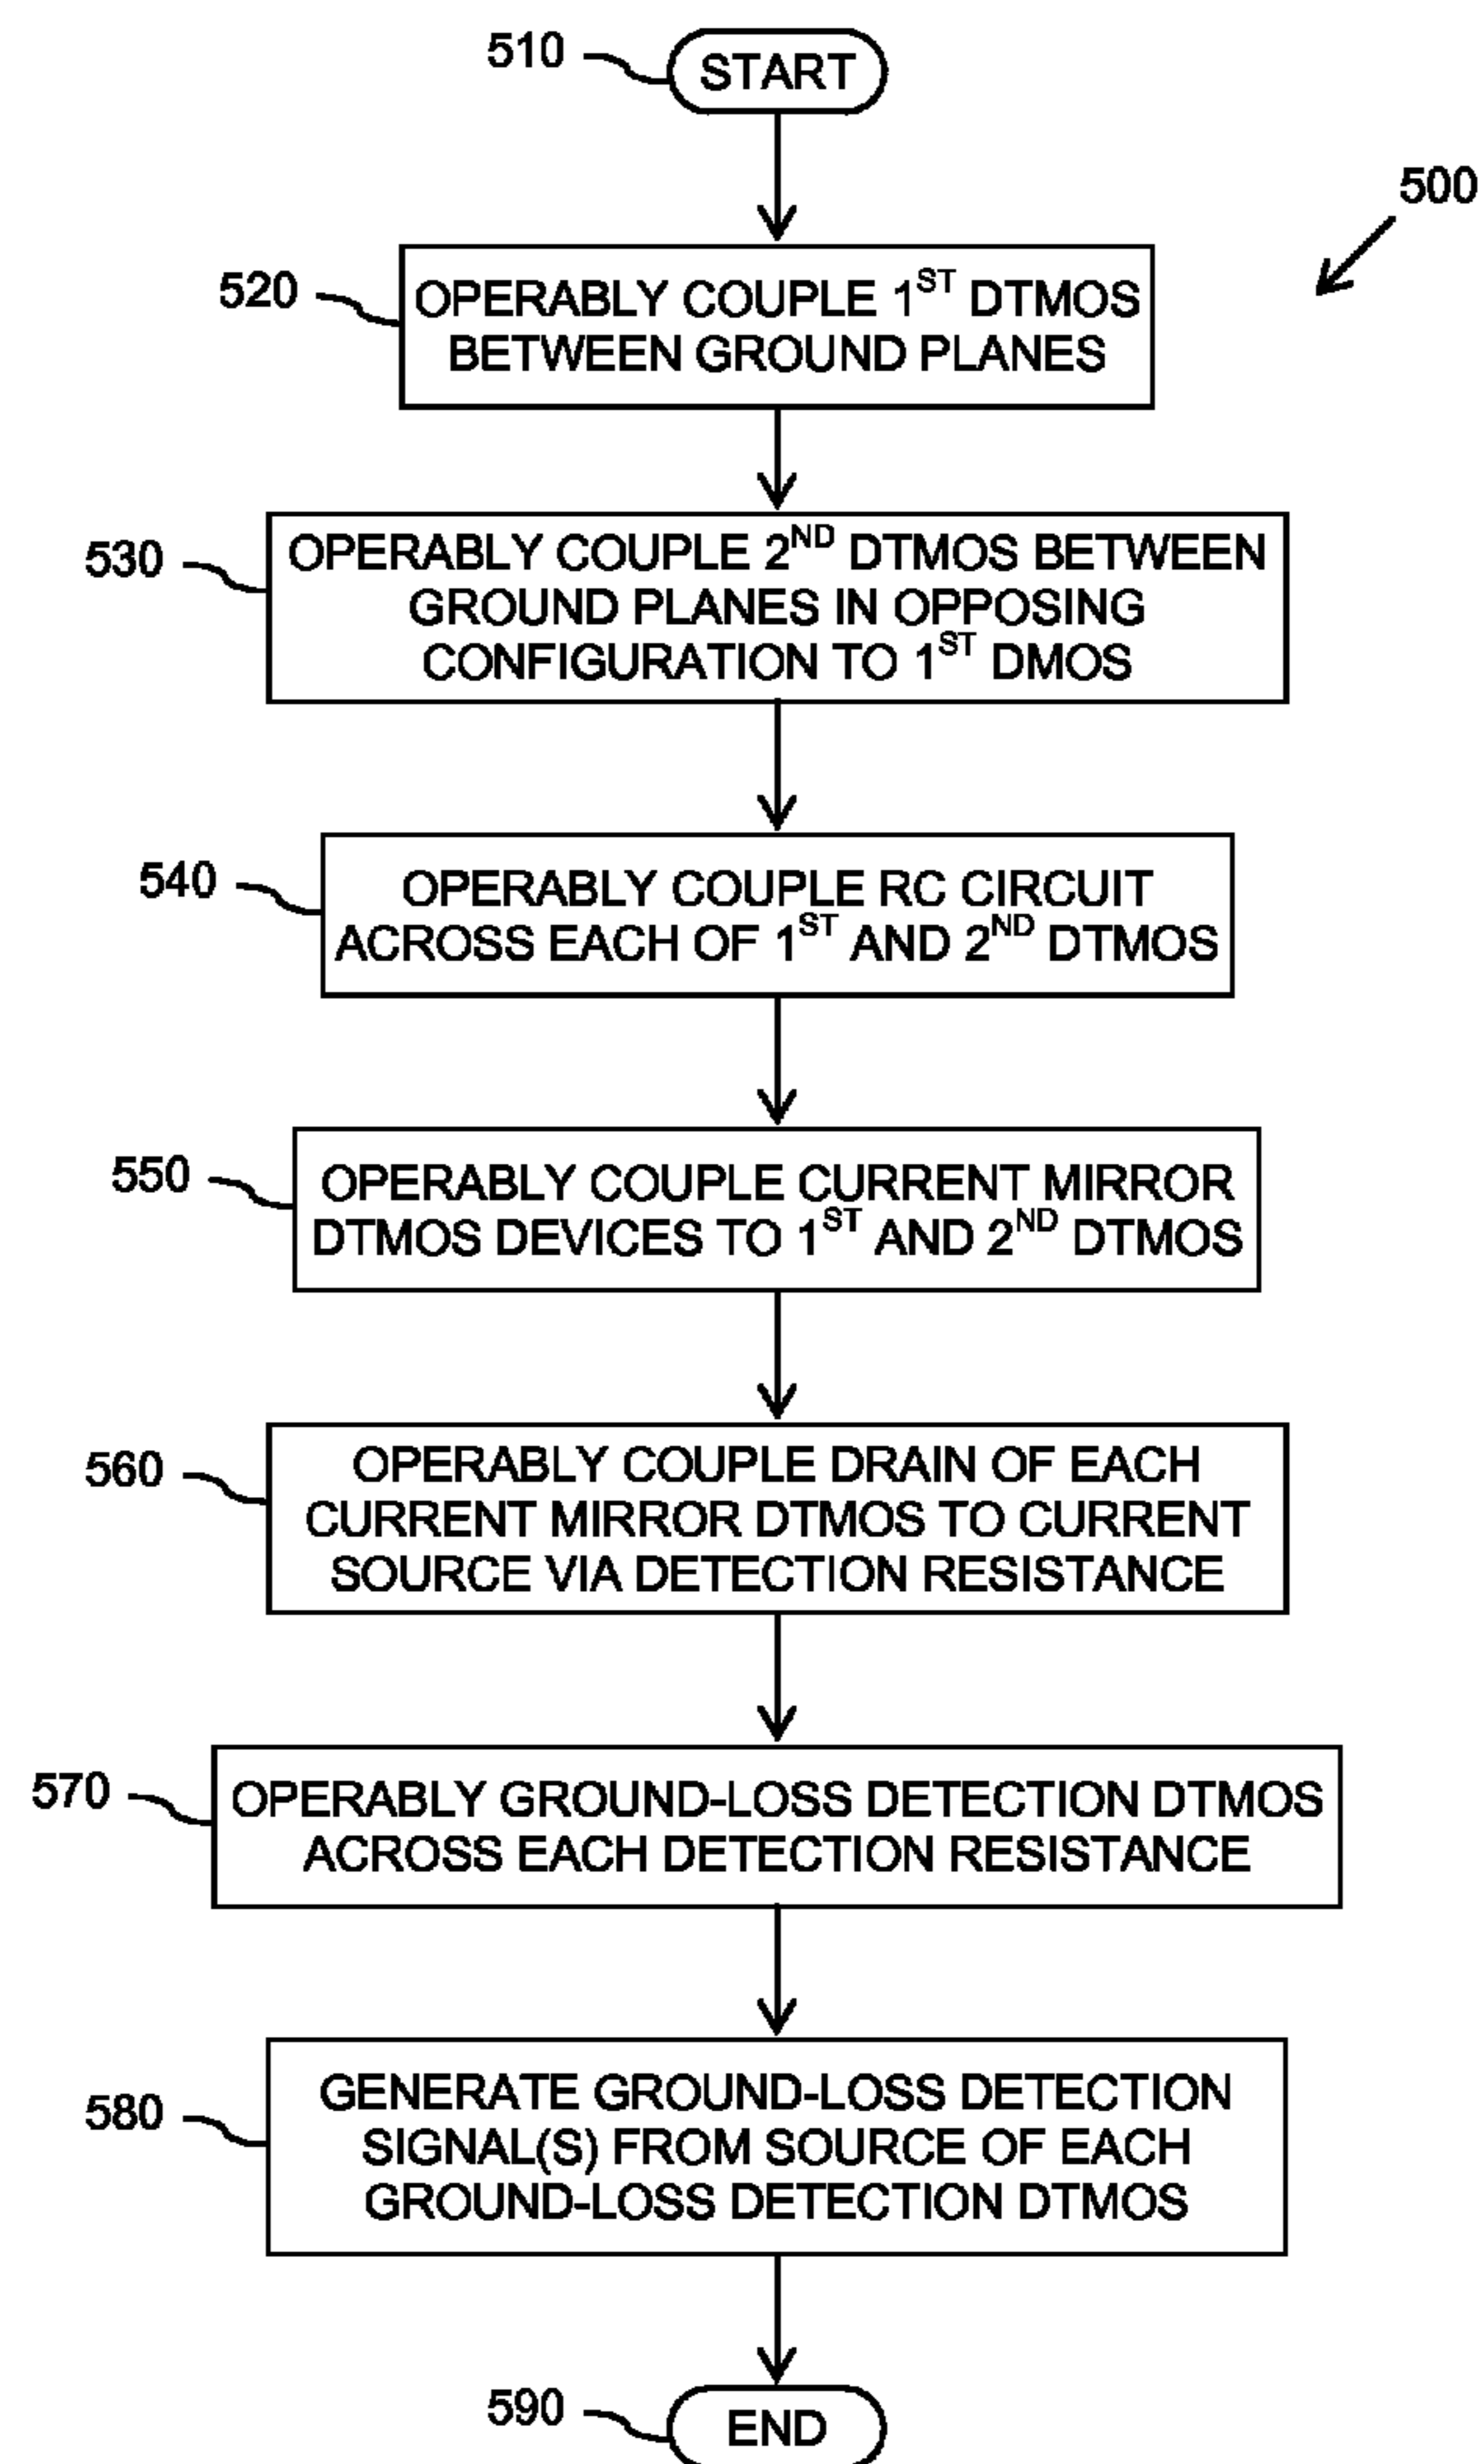 510
START
500
520
OPERABLY COUPLE 1ST DTMOS
BETWEEN GROUND PLANES
530
OPERABLY COUPLE 2ND DTMOS BETWEEN
GROUND PLANES IN OPPOSING
CONFIGURATION TO 1ST DMOS
540
OPERABLY COUPLE RC CIRCUIT
ACROSS EACH OF 1ST AND 2ND DTMOS
550
OPERABLY COUPLE CURRENT MIRROR
DTMOS DEVICES TO 1ST AND 2ND DTMOS
560
OPERABLY COUPLE DRAIN OF EACH
CURRENT MIRROR DTMOS TO CURRENT
SOURCE VIA DETECTION RESISTANCE
570
OPERABLY GROUND-LOSS DETECTION DTMOS
ACROSS EACH DETECTION RESISTANCE
580
GENERATE GROUND-LOSS DETECTION
SIGNAL(S) FROM SOURCE OF EACH
GROUND-LOSS DETECTION DTMOS
590
END